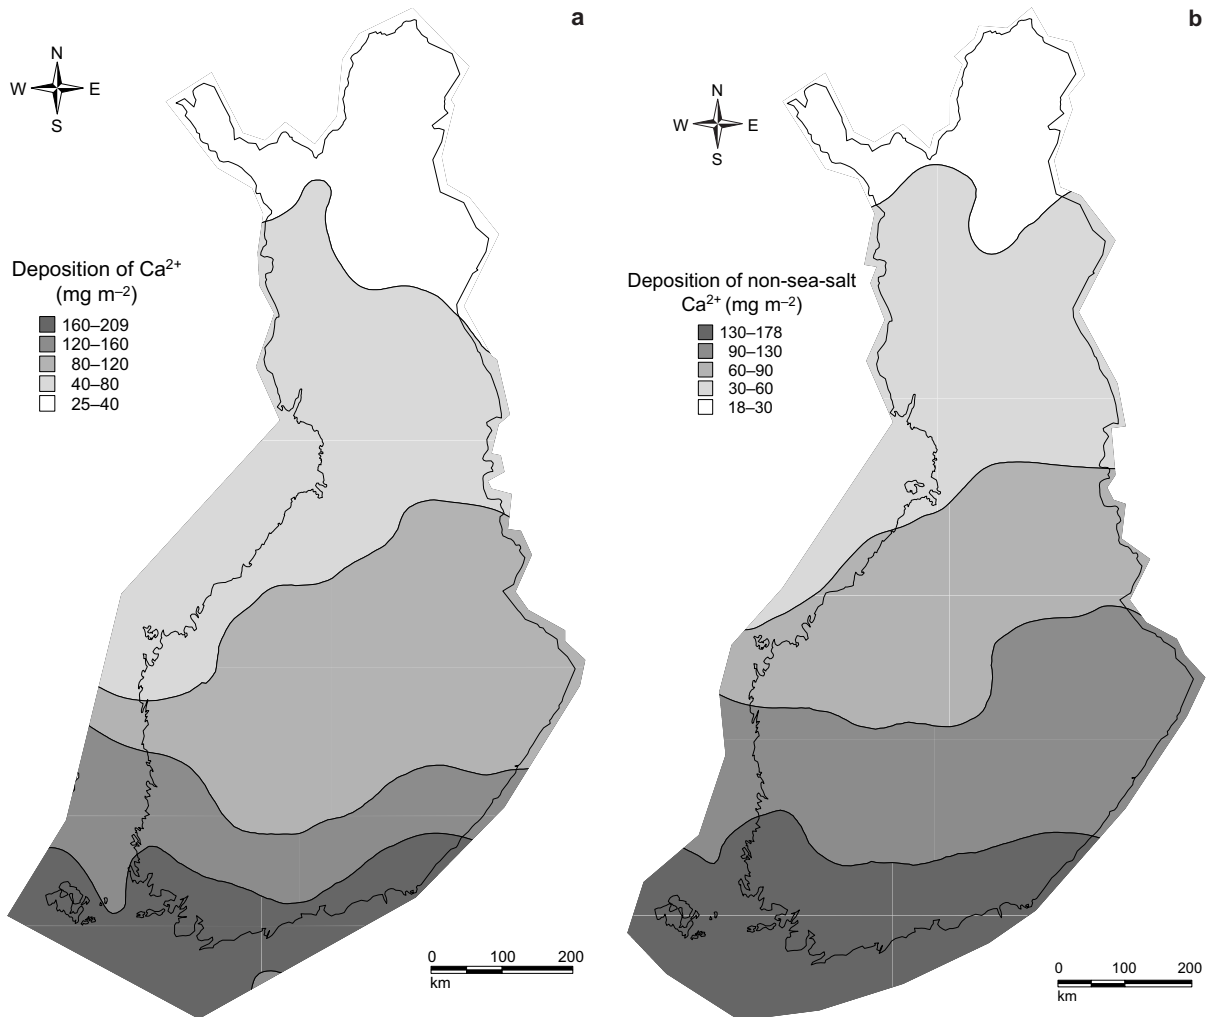 a
N
W E
S
Deposition of Ca²⁺
(mg m⁻²)
160–209
120–160
80–120
40–80
25–40
0 100 200
km
b
N
W E
S
Deposition of non-sea-salt
Ca²⁺ (mg m⁻²)
130–178
90–130
60–90
30–60
18–30
0 100 200
km